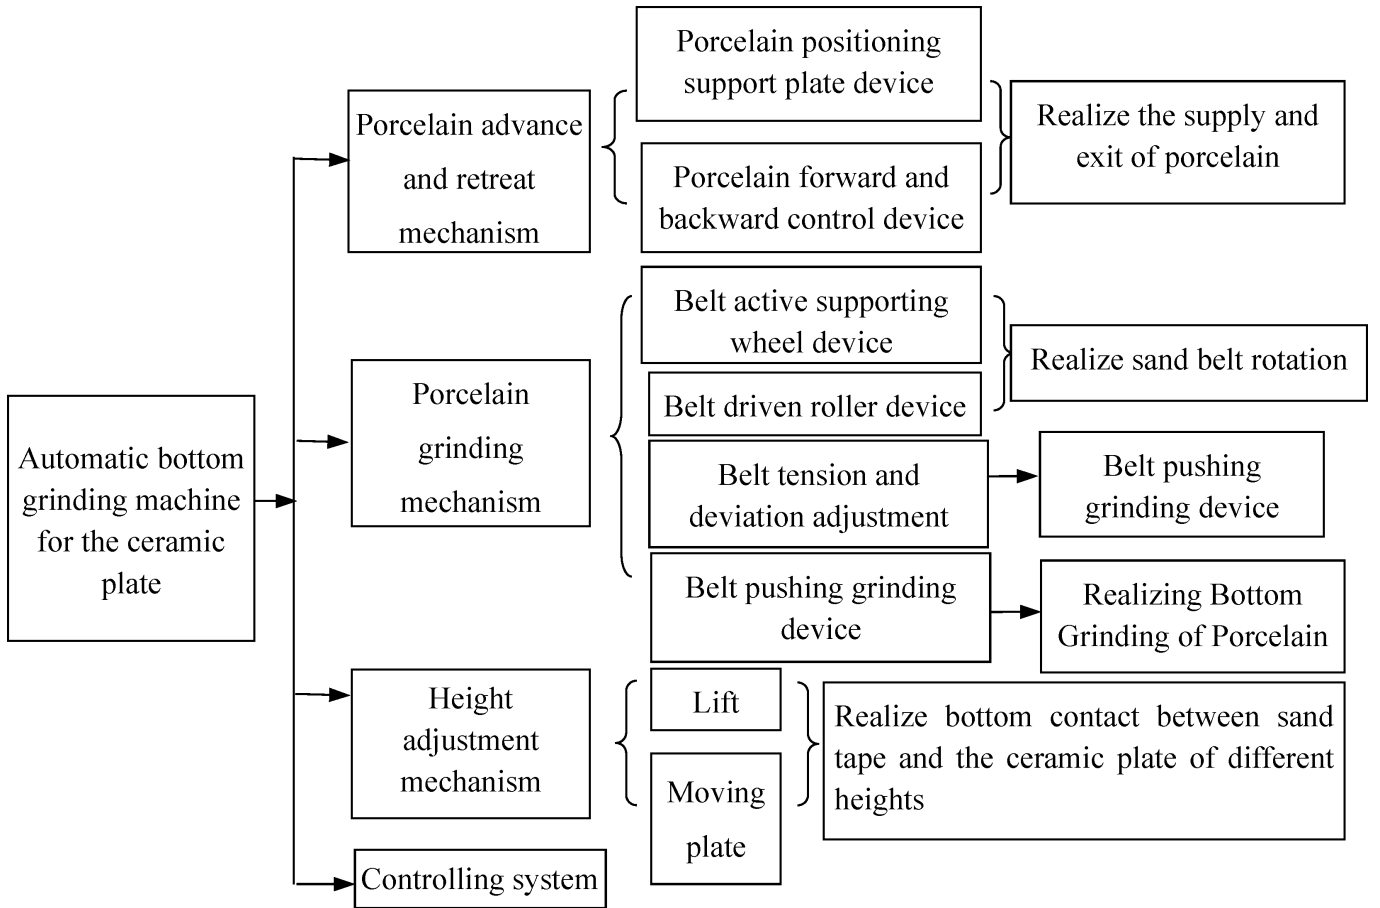 Automatic bottom
grinding machine
for the ceramic
plate
Porcelain advance
and retreat
mechanism
Porcelain positioning
support plate device
Porcelain forward and
backward control device
Realize the supply and
exit of porcelain
Porcelain
grinding
mechanism
Belt active supporting
wheel device
Belt driven roller device
Realize sand belt rotation
Belt tension and
deviation adjustment
Belt pushing
grinding device
Belt pushing grinding
device
Realizing Bottom
Grinding of Porcelain
Height
adjustment
mechanism
Lift
Moving
plate
Realize bottom contact between sand
tape and the ceramic plate of different
heights
Controlling system